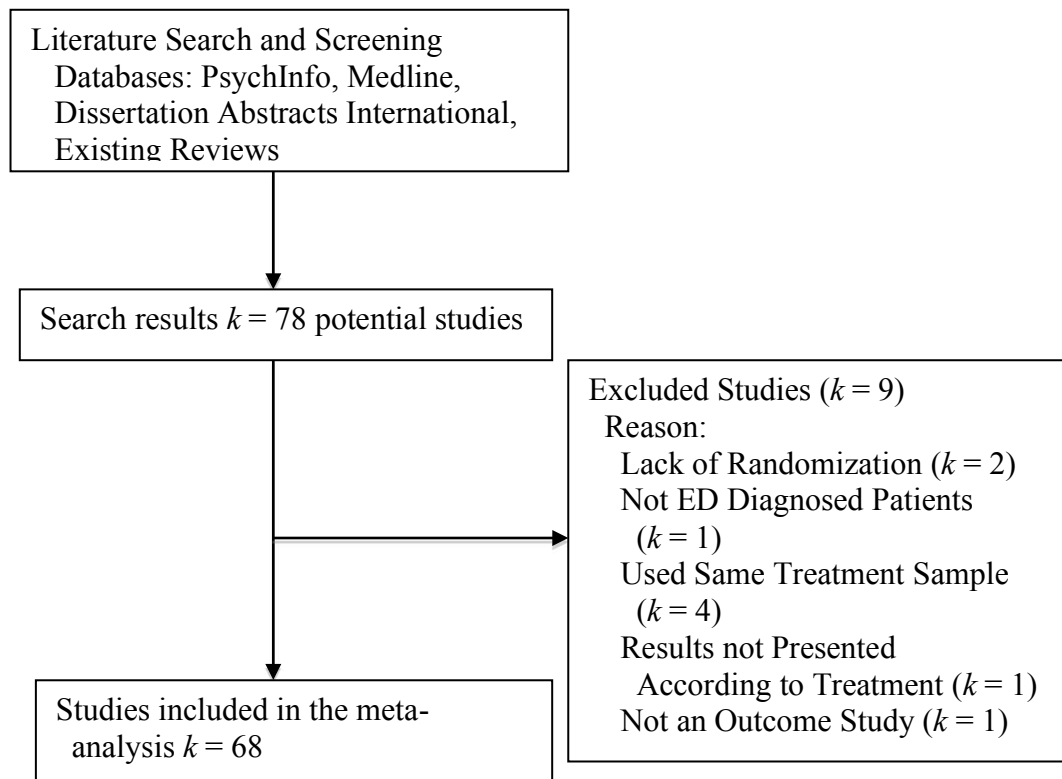 Literature Search and Screening
Databases: PsychInfo, Medline,
Dissertation Abstracts International,
Existing Reviews
Search results k = 78 potential studies
Excluded Studies (k = 9)
Reason:
Lack of Randomization (k = 2)
Not ED Diagnosed Patients
(k = 1)
Used Same Treatment Sample
(k = 4)
Results not Presented
According to Treatment (k = 1)
Not an Outcome Study (k = 1)
Studies included in the meta-
analysis k = 68